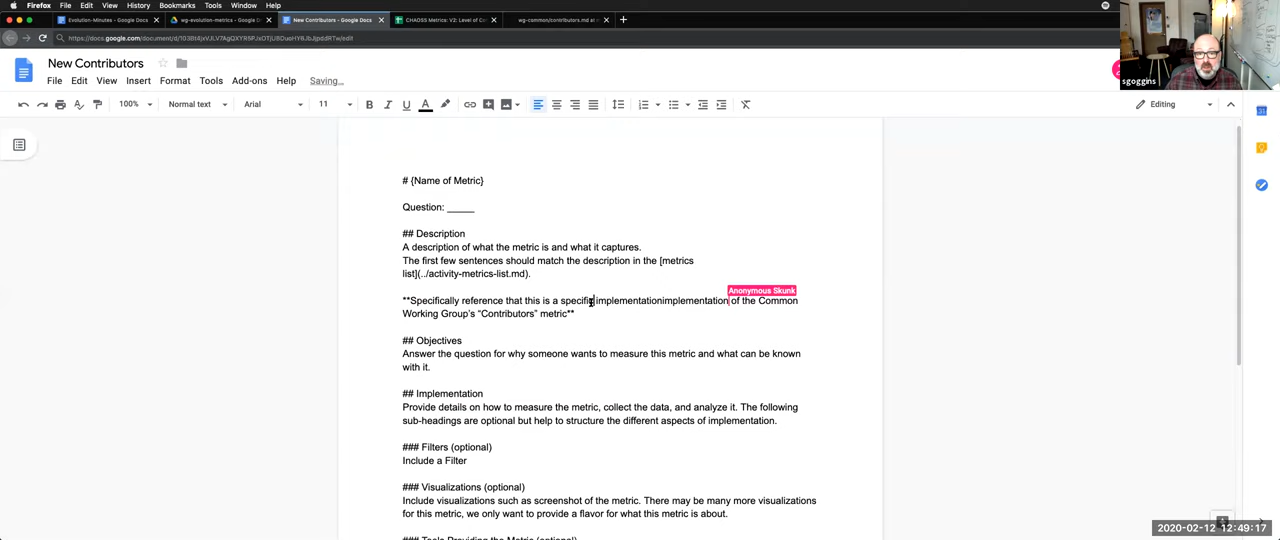 Firefox File Edit View History Bookmarks Tools Window Help
Evolution-Minutes - Google Docs × wg-evolution-metrics - Google D × New Contributors - Google Docs × CHAOSS Metrics: V2: Level of Co × wg-common/contributors.md at m ×
New Contributors
File Edit View Insert Format Tools Add-ons Help Saving...
100% Normal text Arial 11 B I U A Editing
sgoggins
# {Name of Metric}
Question: _____
## Description
A description of what the metric is and what it captures.
The first few sentences should match the description in the [metrics
list](../activity-metrics-list.md).
Anonymous Skunk
**Specifically reference that this is a specific implementationimplementation of the Common
Working Group's “Contributors” metric**
## Objectives
Answer the question for why someone wants to measure this metric and what can be known
with it.
## Implementation
Provide details on how to measure the metric, collect the data, and analyze it. The following
sub-headings are optional but help to structure the different aspects of implementation.
### Filters (optional)
Include a Filter
### Visualizations (optional)
Include visualizations such as screenshot of the metric. There may be many more visualizations
for this metric, we only want to provide a flavor for what this metric is about.
### Tools Providing the Metric (optional)
2020-02-12 12:49:17